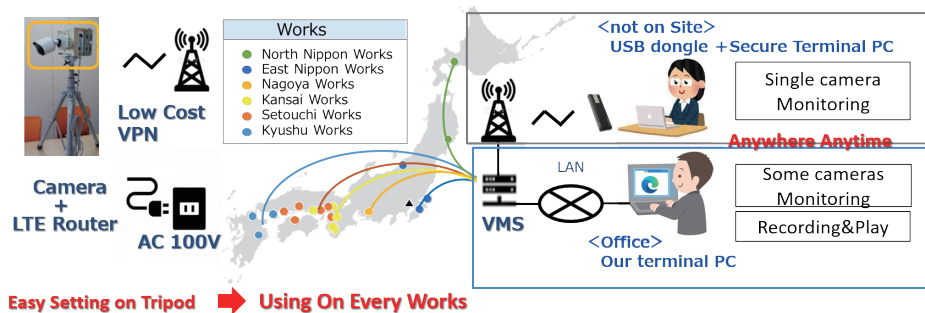 Low Cost
VPN
Camera
+
LTE Router
AC 100V
Easy Setting on Tripod
Using On Every Works
Works
North Nippon Works
East Nippon Works
Nagoya Works
Kansai Works
Setouchi Works
Kyushu Works
<not on Site>
USB dongle +Secure Terminal PC
Single camera
Monitoring
Anywhere Anytime
LAN
VMS
Some cameras
Monitoring
Recording&Play
<Office>
Our terminal PC